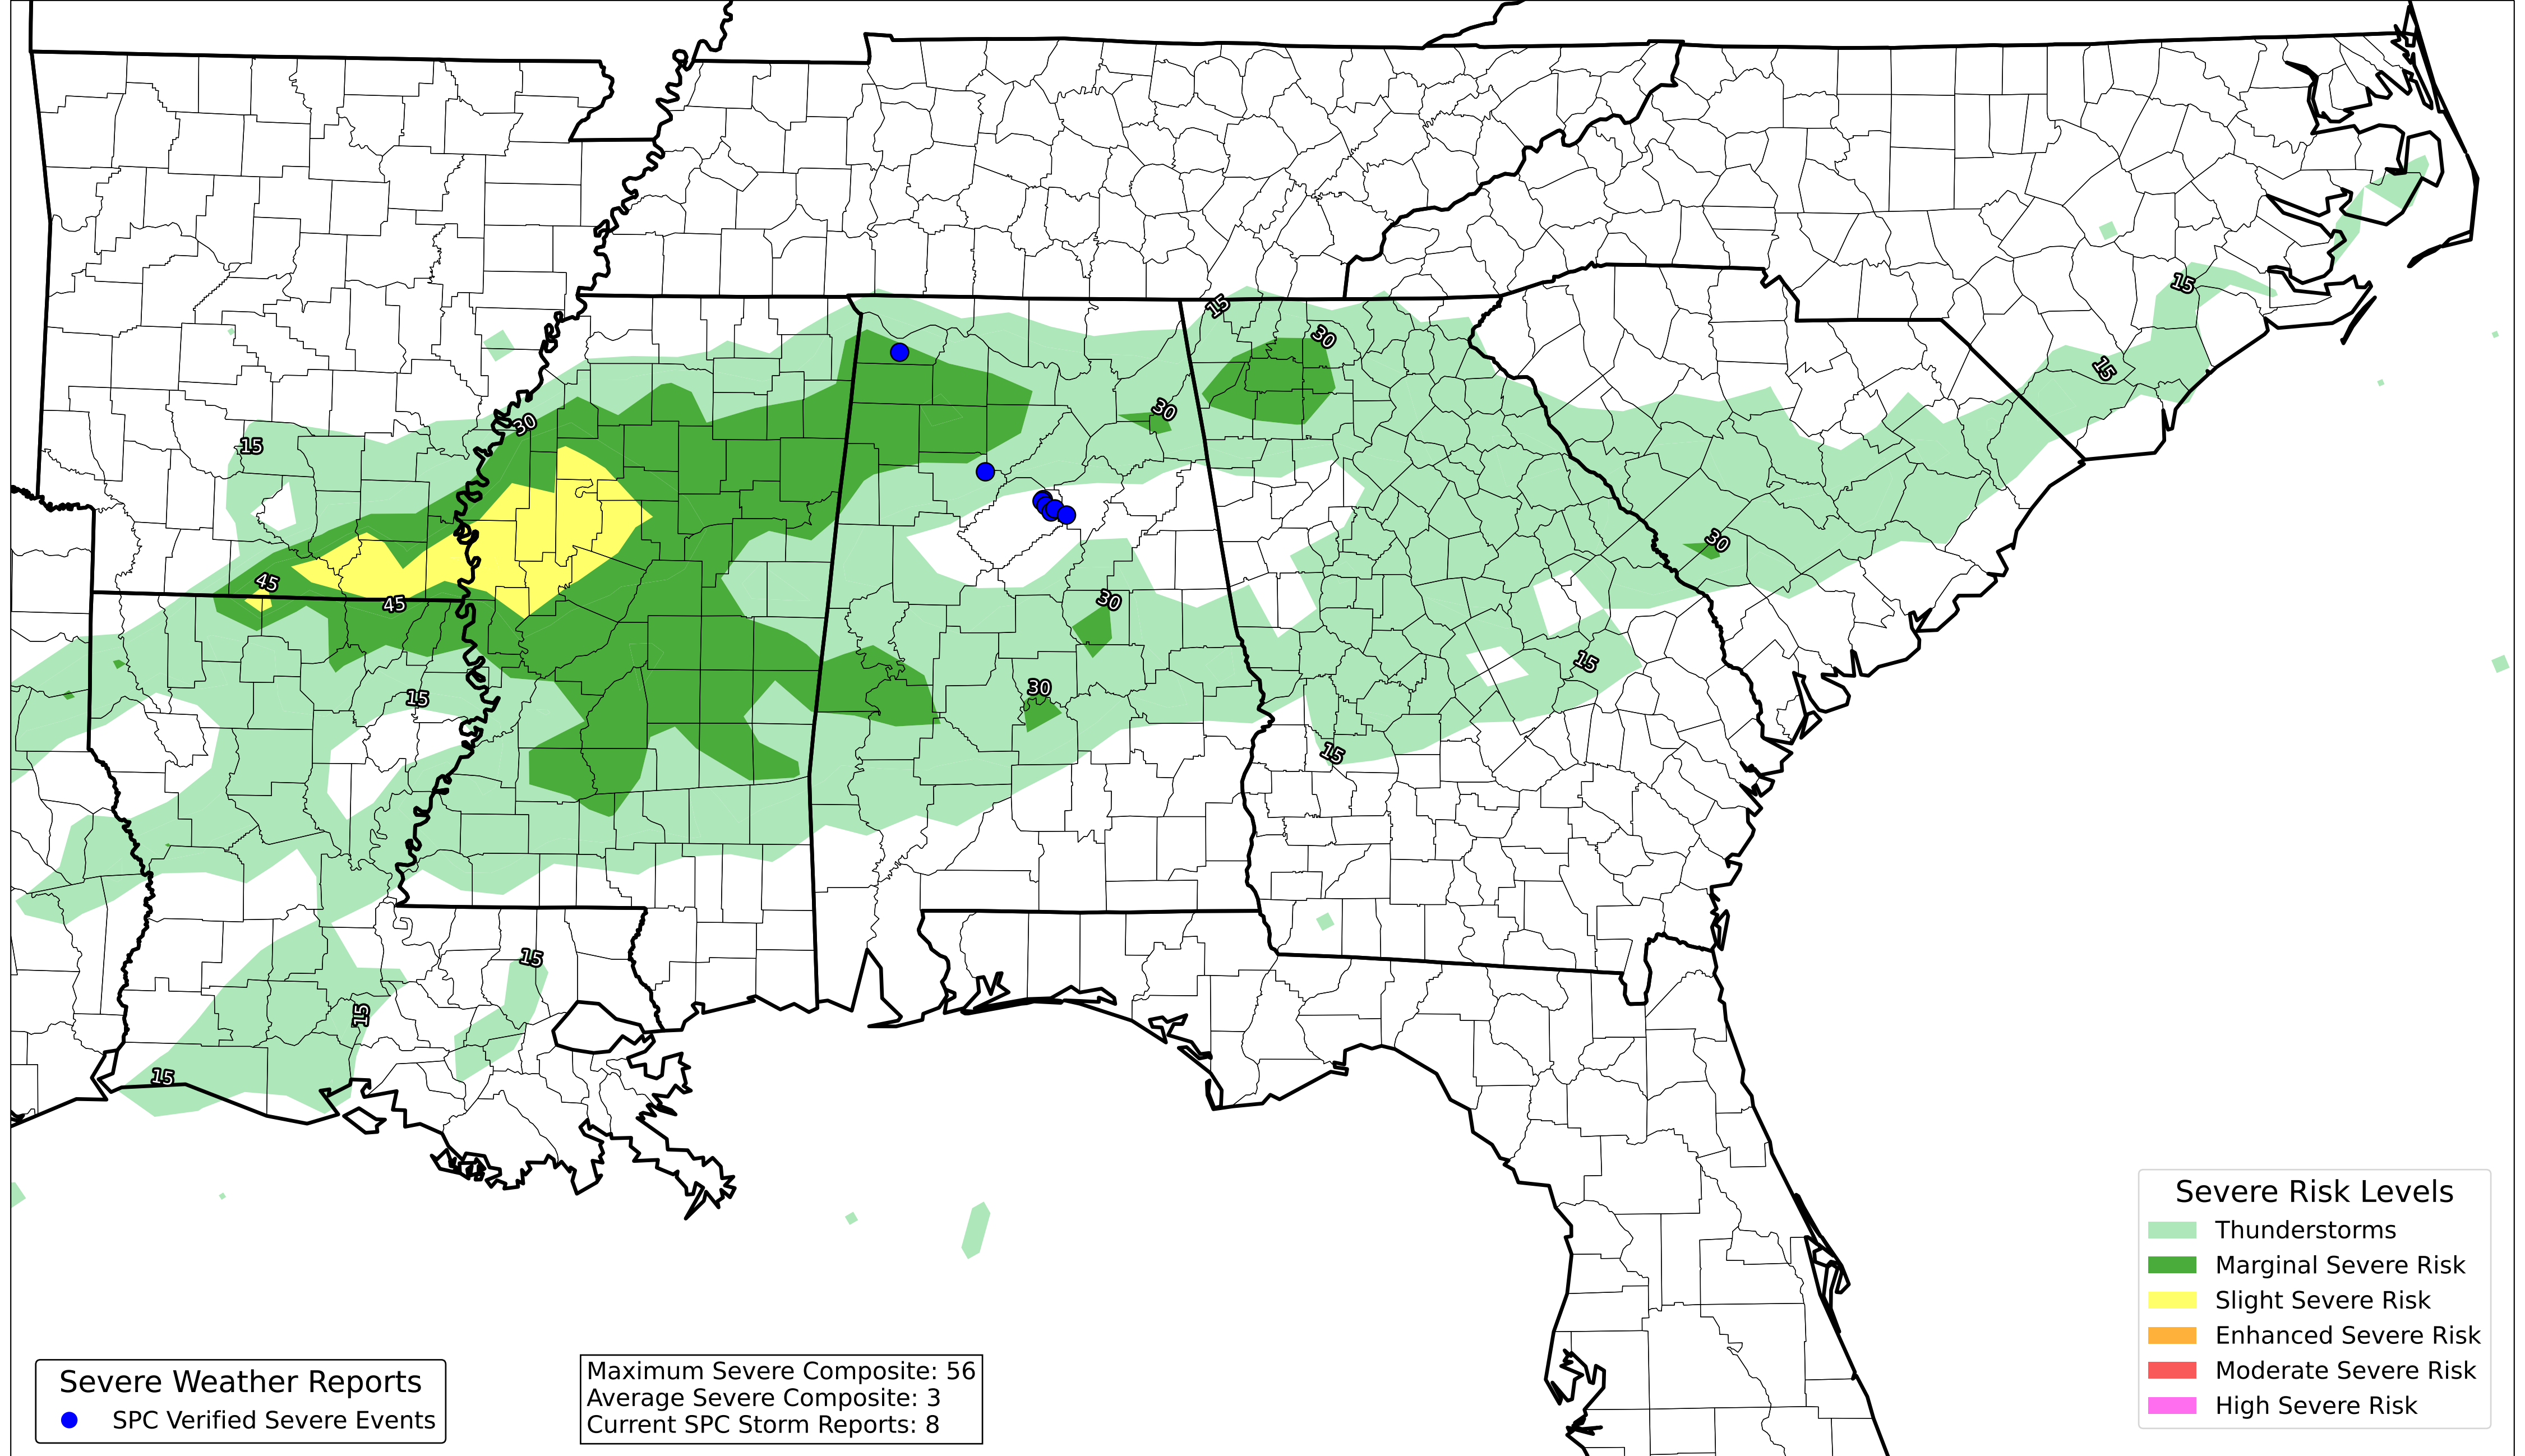 15
30
15
30
15
15
30
45
45
30
30
15
15
30
15
15
15
15
Severe Risk Levels
Thunderstorms
Marginal Severe Risk
Slight Severe Risk
Enhanced Severe Risk
Moderate Severe Risk
High Severe Risk
Severe Weather Reports
SPC Verified Severe Events
Maximum Severe Composite: 56
Average Severe Composite: 3
Current SPC Storm Reports: 8